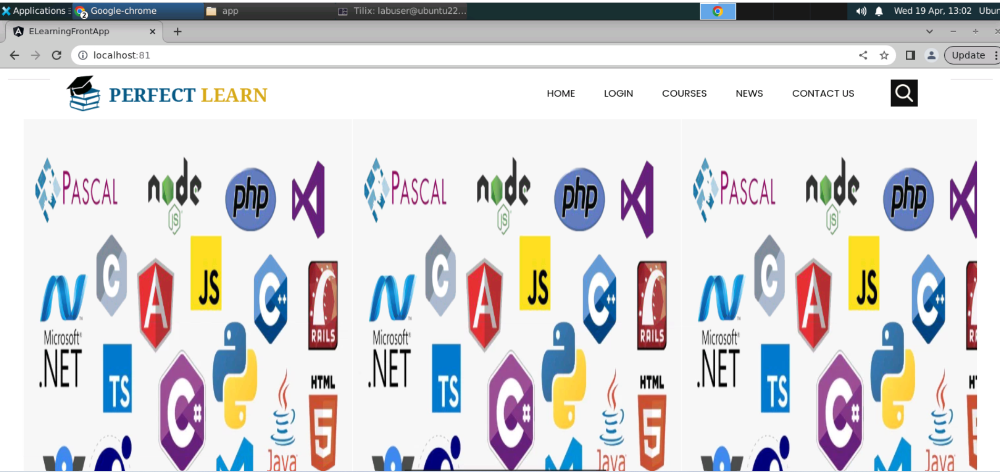 Applications Google-chrome app Tilix: labuser@ubuntu22... Wed 19 Apr, 13:02 Ubun
2
ELearningFrontApp
localhost:81 Update
PERFECT LEARN HOME LOGIN COURSES NEWS CONTACT US
PASCAL node php PASCAL node php PASCAL node php
JS JS JS
C JS C JS C JS
A C++ A C++ A C++
RAILS RAILS
Microsoft Microsoft Microsoft
.NET .NET .NET
TS HTML TS HTML TS
C# 5 C# 5 C#
Java Java Java